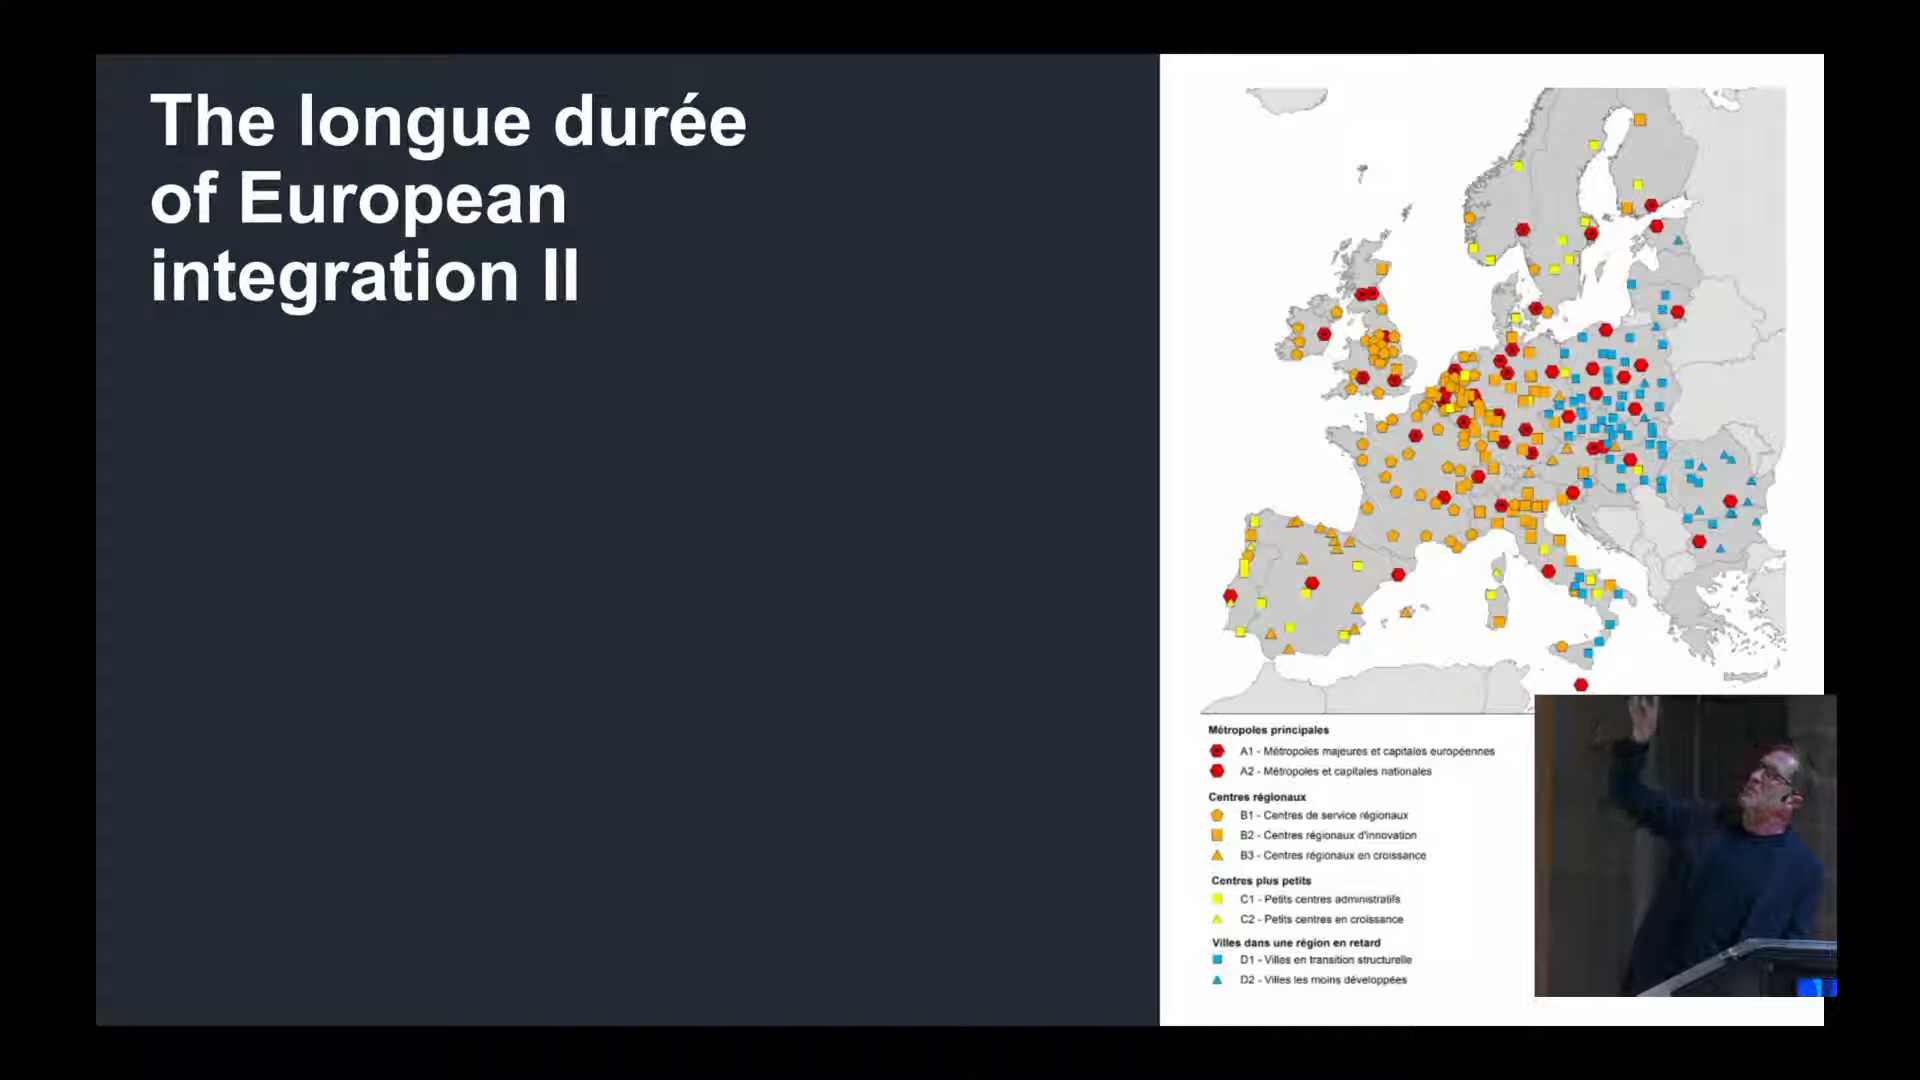 The longue durée
of European
integration II
Métropoles principales
A1 - Métropoles majeures et capitales européennes
A2 - Métropoles et capitales nationales
Centres régionaux
B1 - Centres de service régionaux
B2 - Centres régionaux d'innovation
B3 - Centres régionaux en croissance
Centres plus petits
C1 - Petits centres administratifs
C2 - Petits centres en croissance
Villes dans une région en retard
D1 - Villes en transition structurelle
D2 - Villes les moins développées